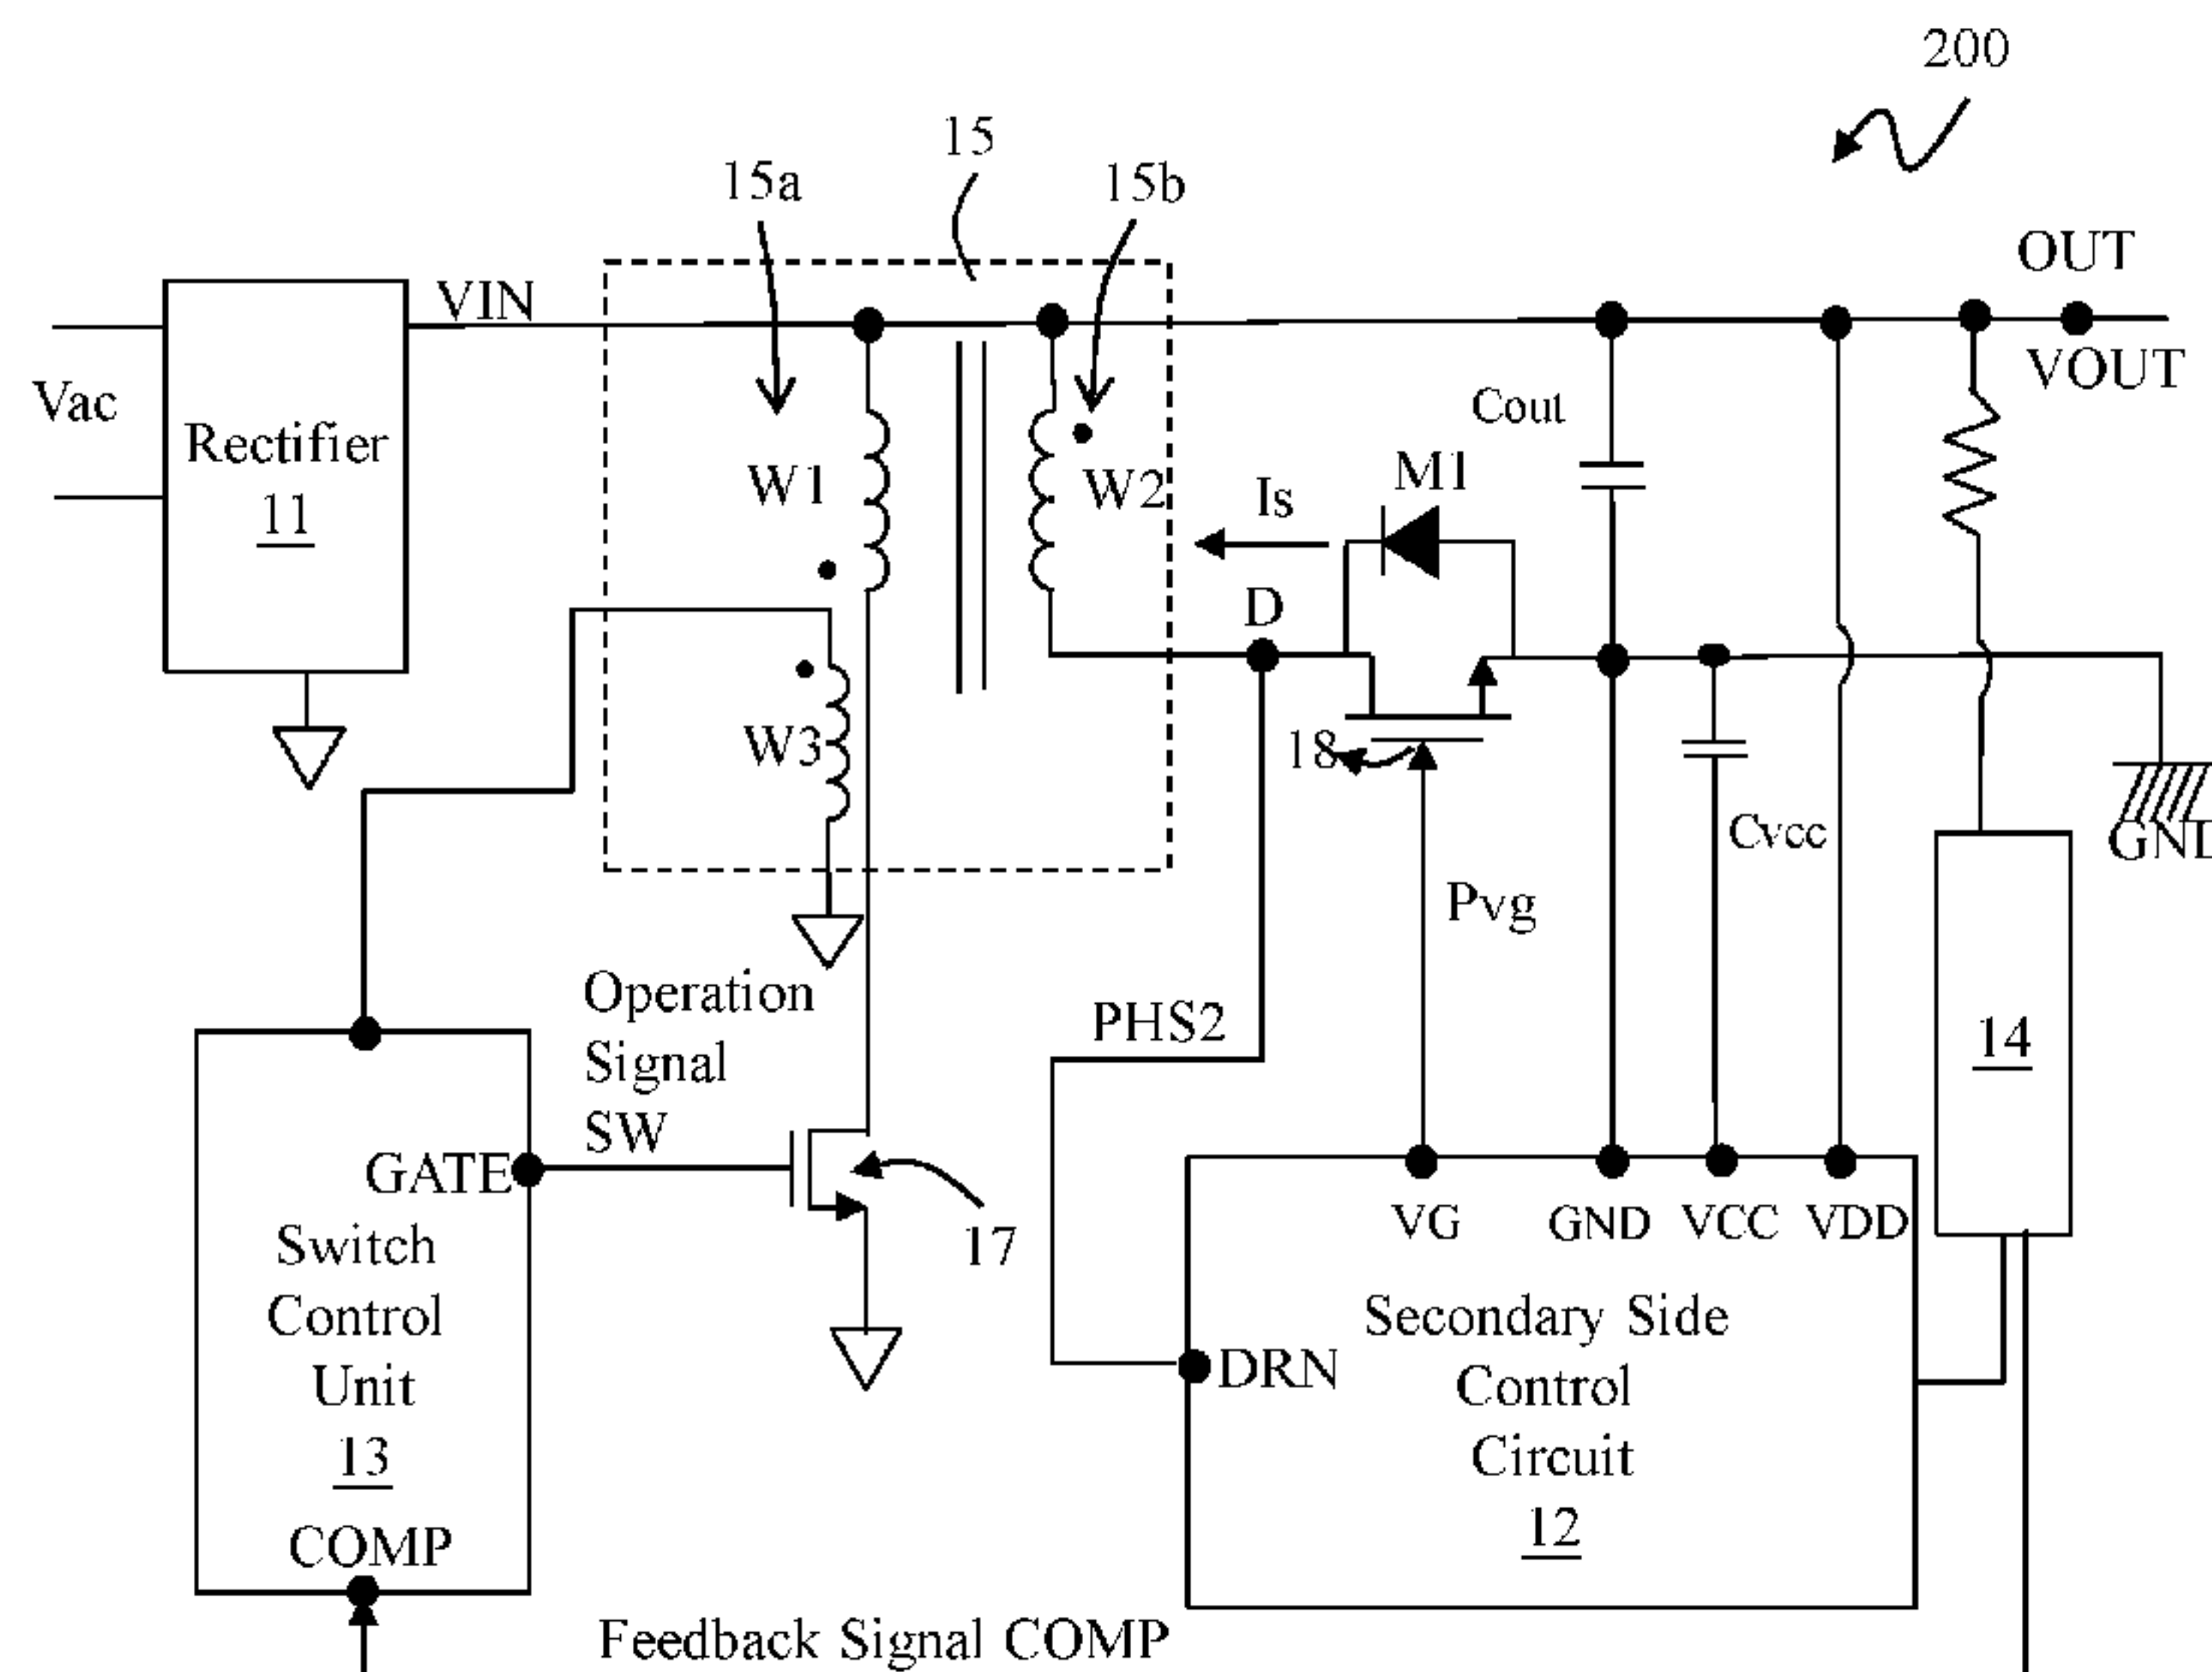 200
15
15a
15b
OUT
VIN
VOUT
Vac
Rectifier
11
Cout
M1
W1
W2
Is
D
W3
18
Cvcc
GND
Pvg
Operation
Signal
SW
PHS2
14
GATE
17
VG
GND
VCC
VDD
Switch
Control
Unit
13
COMP
DRN
Secondary Side
Control
Circuit
12
Feedback Signal COMP